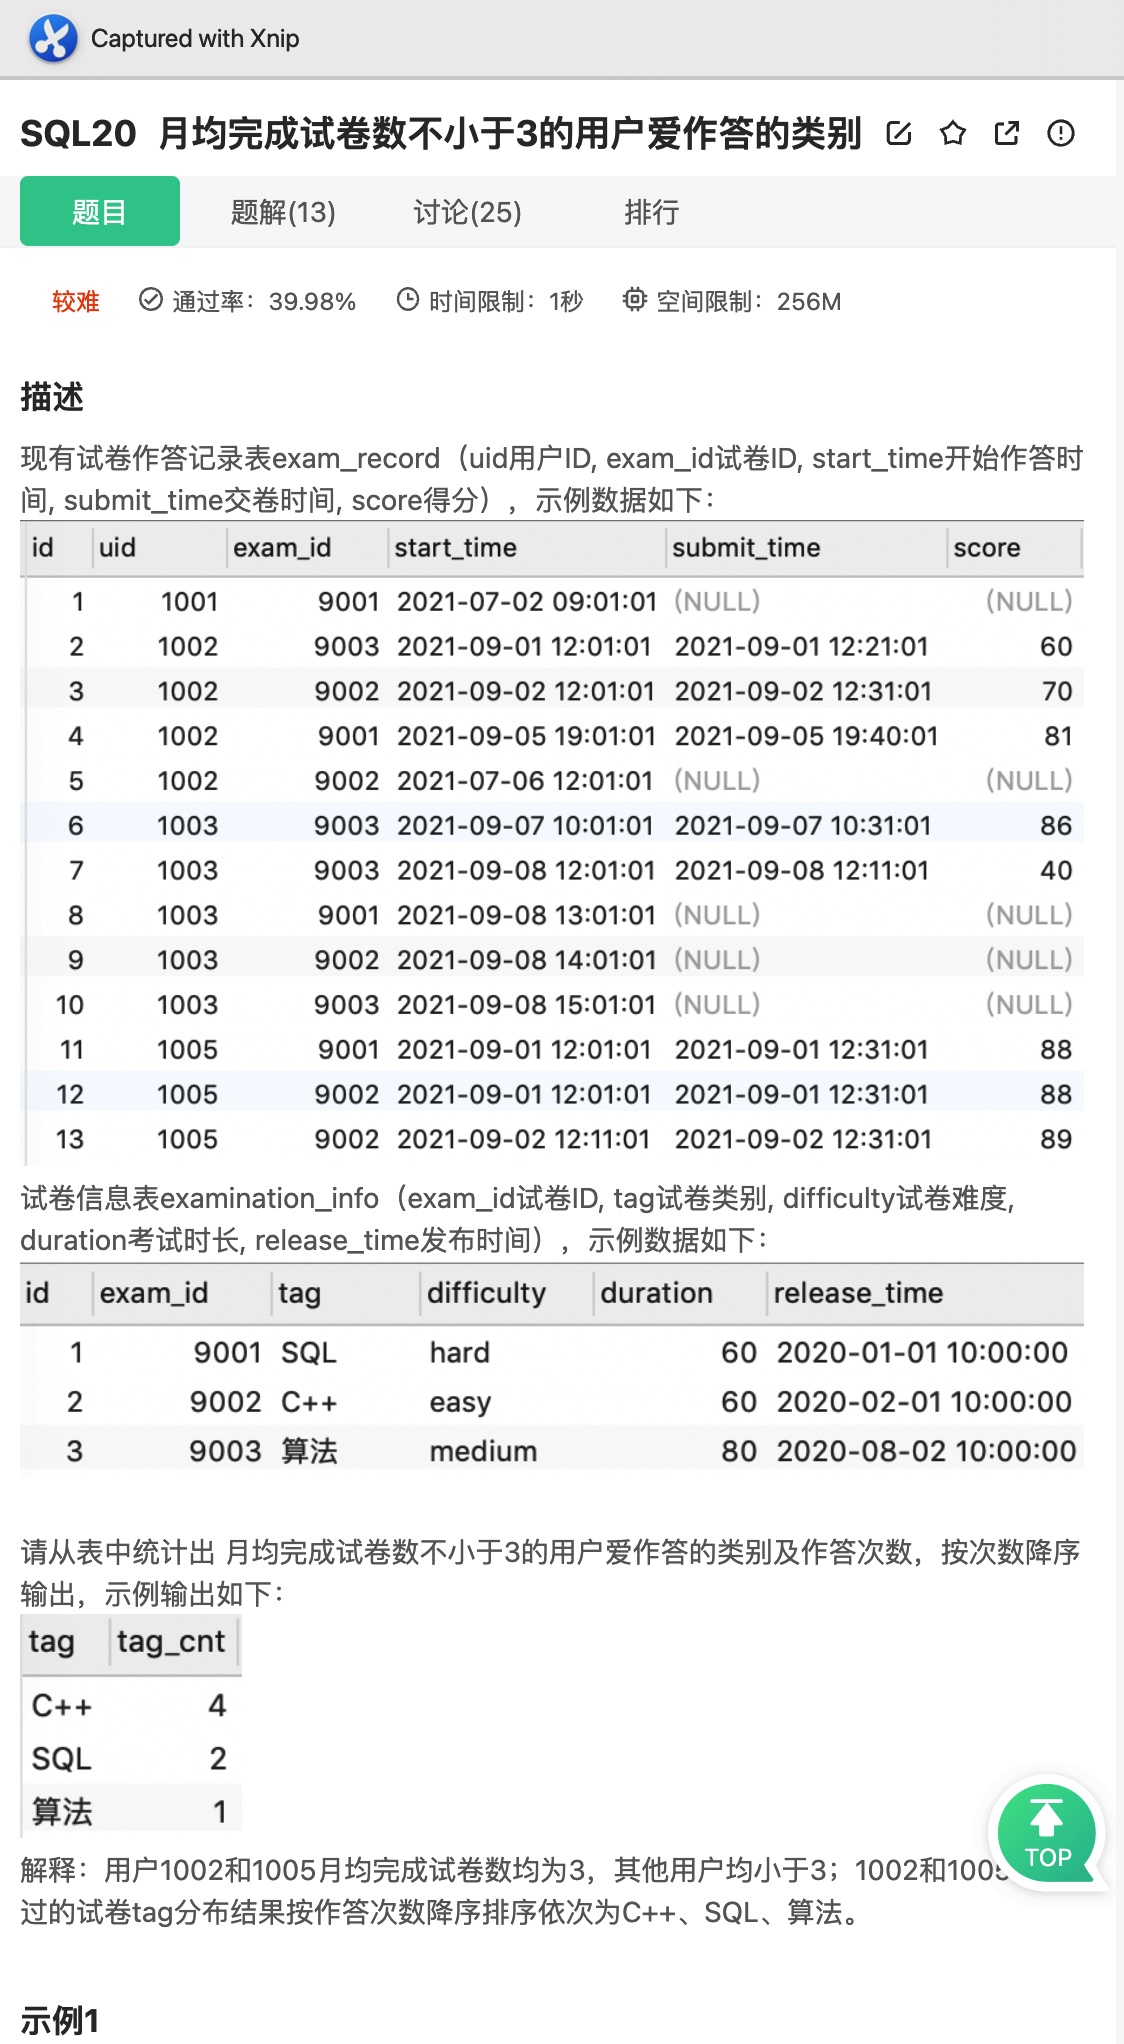 Captured with Xnip
SQL20 月均完成试卷数不小于3的用户爱作答的类别
题目 题解(13) 讨论(25) 排行
较难 通过率：39.98% 时间限制：1秒 空间限制：256M
描述
现有试卷作答记录表exam_record（uid用户ID, exam_id试卷ID, start_time开始作答时
间, submit_time交卷时间, score得分），示例数据如下：
id uid exam_id start_time submit_time score
1 1001 9001 2021-07-02 09:01:01 (NULL) (NULL)
2 1002 9003 2021-09-01 12:01:01 2021-09-01 12:21:01 60
3 1002 9002 2021-09-02 12:01:01 2021-09-02 12:31:01 70
4 1002 9001 2021-09-05 19:01:01 2021-09-05 19:40:01 81
5 1002 9002 2021-07-06 12:01:01 (NULL) (NULL)
6 1003 9003 2021-09-07 10:01:01 2021-09-07 10:31:01 86
7 1003 9003 2021-09-08 12:01:01 2021-09-08 12:11:01 40
8 1003 9001 2021-09-08 13:01:01 (NULL) (NULL)
9 1003 9002 2021-09-08 14:01:01 (NULL) (NULL)
10 1003 9003 2021-09-08 15:01:01 (NULL) (NULL)
11 1005 9001 2021-09-01 12:01:01 2021-09-01 12:31:01 88
12 1005 9002 2021-09-01 12:01:01 2021-09-01 12:31:01 88
13 1005 9002 2021-09-02 12:11:01 2021-09-02 12:31:01 89
试卷信息表examination_info（exam_id试卷ID, tag试卷类别, difficulty试卷难度,
duration考试时长, release_time发布时间），示例数据如下：
id exam_id tag difficulty duration release_time
1 9001 SQL hard 60 2020-01-01 10:00:00
2 9002 C++ easy 60 2020-02-01 10:00:00
3 9003 算法 medium 80 2020-08-02 10:00:00
请从表中统计出 月均完成试卷数不小于3的用户爱作答的类别及作答次数，按次数降序
输出，示例输出如下：
tag tag_cnt
C++ 4
SQL 2
算法 1
TOP
解释：用户1002和1005月均完成试卷数均为3，其他用户均小于3；1002和1005
过的试卷tag分布结果按作答次数降序排序依次为C++、SQL、算法。
示例1